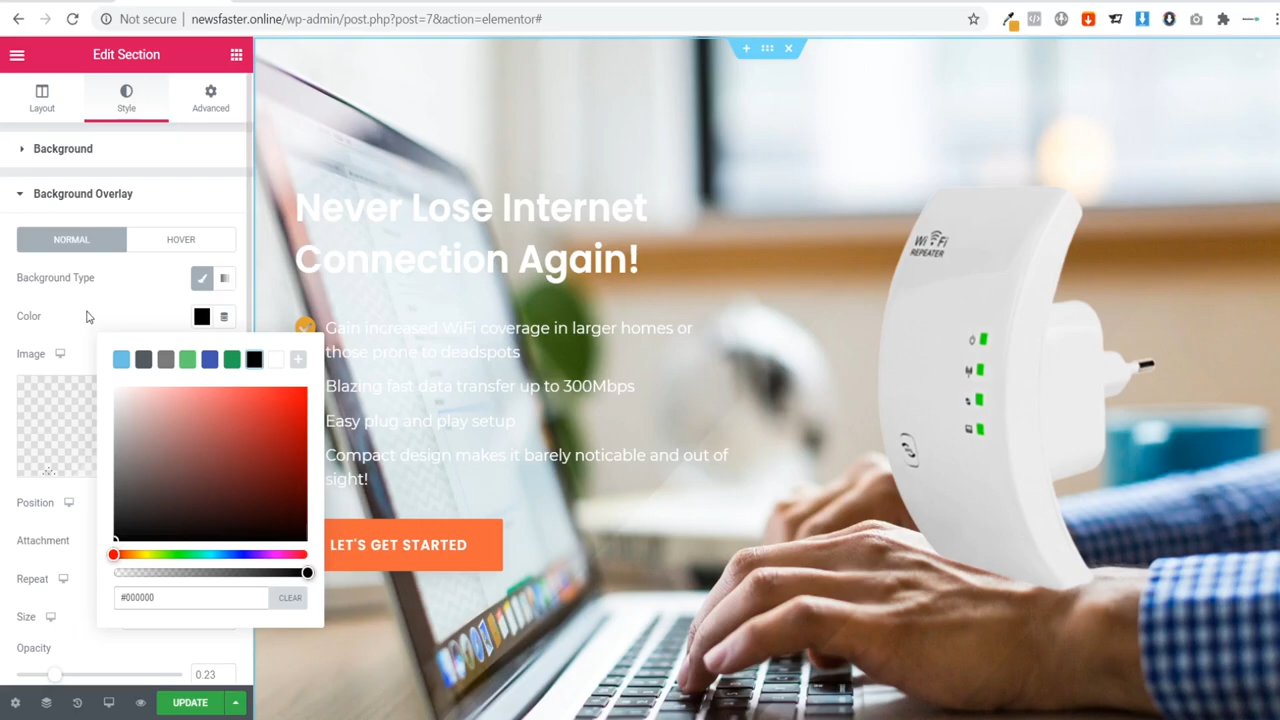 Not secure | newsfaster.online/wp-admin/post.php?post=7&action=elementor#
Edit Section
Layout
Style
Advanced
Background
Background Overlay
NORMAL
HOVER
Background Type
Color
Image
Position
Attachment
Repeat
Size
#000000
CLEAR
Opacity
0.23
UPDATE
Never Lose Internet
Connection Again!
Gain increased WiFi coverage in larger homes or
those prone to deadspots
Blazing fast data transfer up to 300Mbps
Easy plug and play setup
Compact design makes it barely noticable and out of
sight!
LET'S GET STARTED
Wi Fi
REPEATER